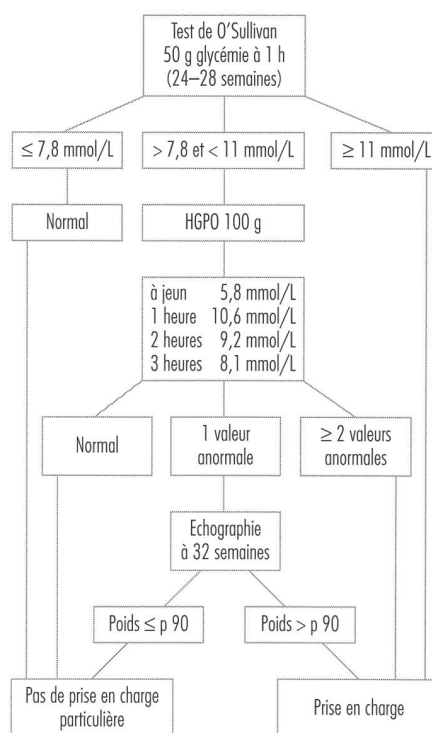 Test de O'Sullivan
50 g glycémie à 1 h
(24–28 semaines)
≤ 7,8 mmol/L
> 7,8 et < 11 mmol/L
≥ 11 mmol/L
Normal
HGPO 100 g
à jeun 5,8 mmol/L
1 heure 10,6 mmol/L
2 heures 9,2 mmol/L
3 heures 8,1 mmol/L
Normal
1 valeur
anormale
≥ 2 valeurs
anormales
Echographie
à 32 semaines
Poids ≤ p 90
Poids > p 90
Pas de prise en charge
particulière
Prise en charge